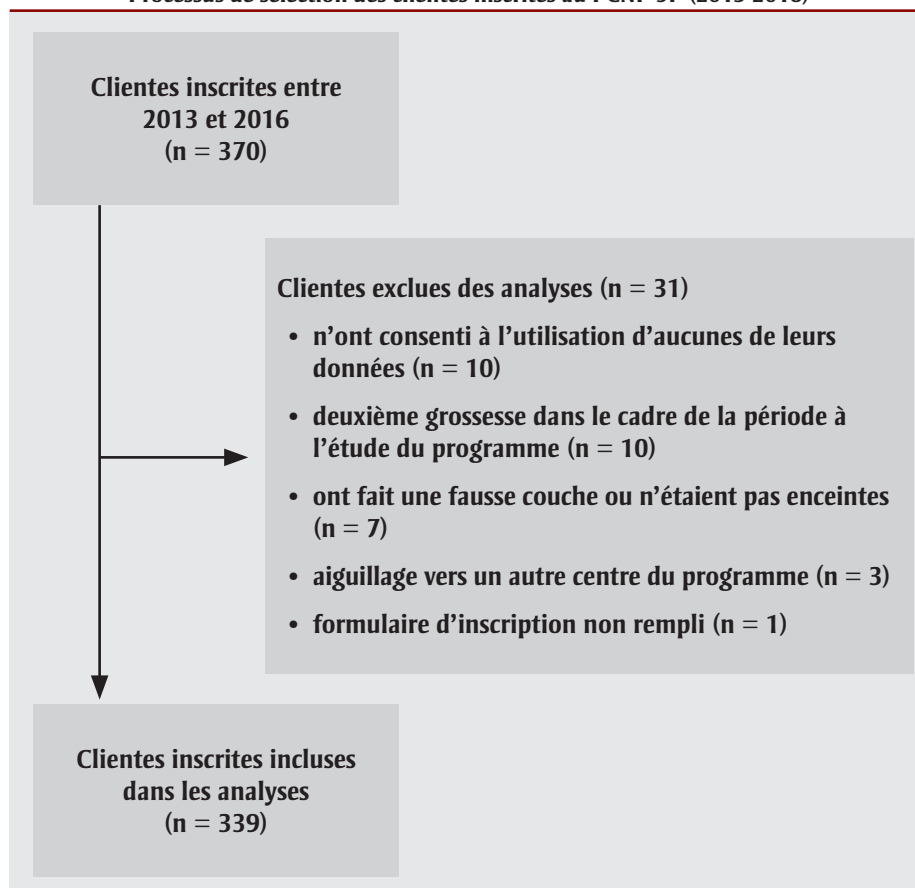 Clientes inscrites entre
2013 et 2016
(n = 370)
Clientes exclues des analyses (n = 31)
• n’ont consenti à l’utilisation d’aucunes de leurs
données (n = 10)
• deuxième grossesse dans le cadre de la période à
l’étude du programme (n = 10)
• ont fait une fausse couche ou n’étaient pas enceintes
(n = 7)
• aiguillage vers un autre centre du programme (n = 3)
• formulaire d’inscription non rempli (n = 1)
Clientes inscrites incluses
dans les analyses
(n = 339)